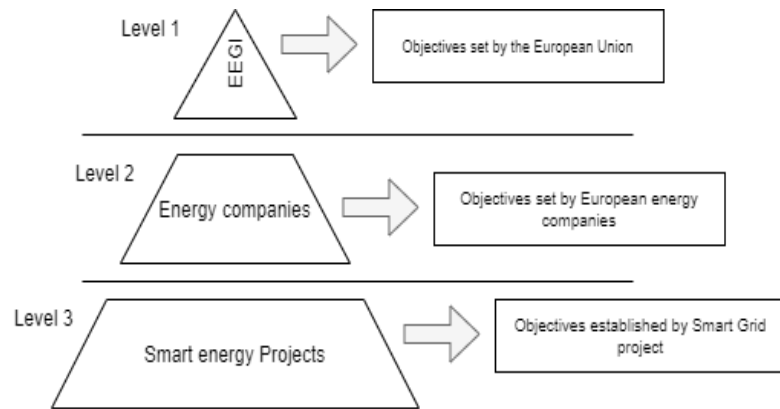 Level 1
EEGI
Objectives set by the European Union
Level 2
Energy companies
Objectives set by European energy
companies
Level 3
Smart energy Projects
Objectives established by Smart Grid
project